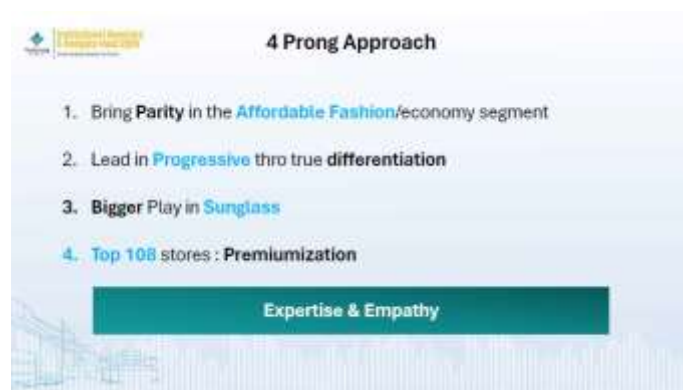 4 Prong Approach
1. Bring Parity in the Affordable Fashion/economy segment
2. Lead in Progressive thro true differentiation
3. Bigger Play in Sunglass
4. Top 108 stores : Premiumization
Expertise & Empathy